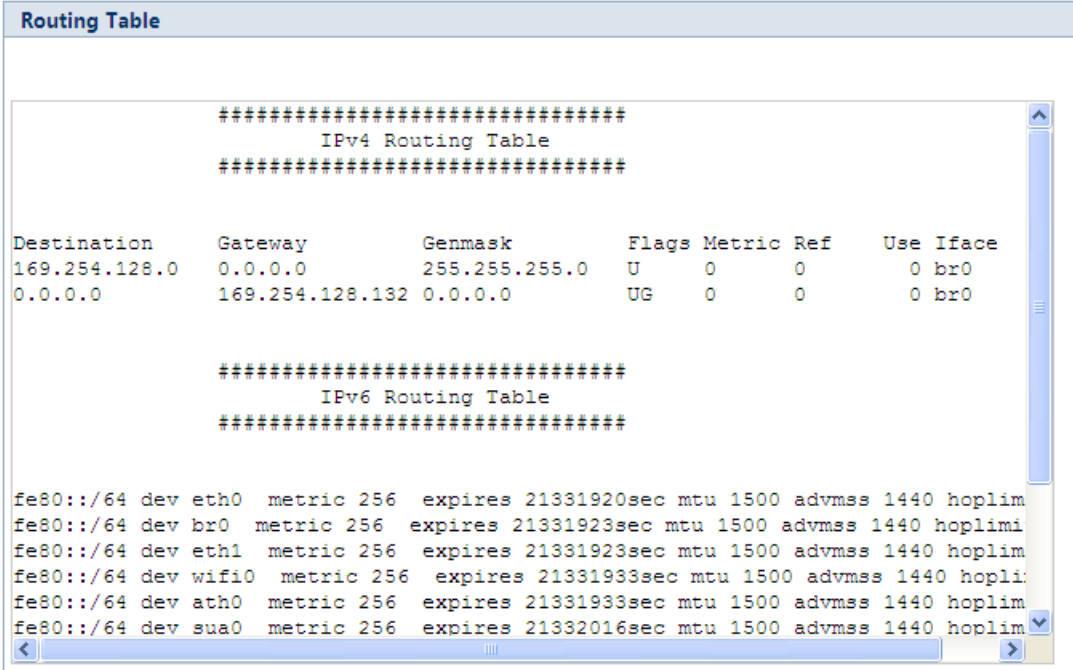 Routing Table
################################
IPv4 Routing Table
################################
Destination Gateway Genmask Flags Metric Ref Use Iface
169.254.128.0 0.0.0.0 255.255.255.0 U 0 0 0 br0
0.0.0.0 169.254.128.132 0.0.0.0 UG 0 0 0 br0
################################
IPv6 Routing Table
################################
fe80::/64 dev eth0 metric 256 expires 21331920sec mtu 1500 advmss 1440 hoplim
fe80::/64 dev br0 metric 256 expires 21331923sec mtu 1500 advmss 1440 hoplimi
fe80::/64 dev eth1 metric 256 expires 21331923sec mtu 1500 advmss 1440 hoplim
fe80::/64 dev wifi0 metric 256 expires 21331933sec mtu 1500 advmss 1440 hopli
fe80::/64 dev ath0 metric 256 expires 21331933sec mtu 1500 advmss 1440 hoplim
fe80::/64 dev sua0 metric 256 expires 21332016sec mtu 1500 advmss 1440 hoplim